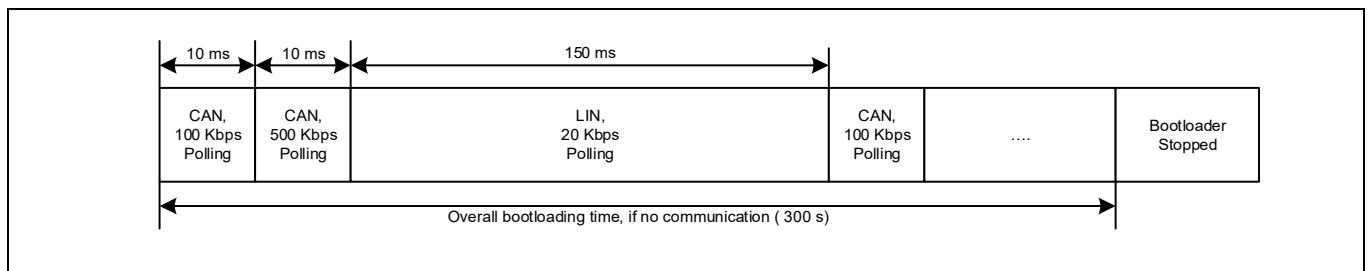 10 ms
10 ms
150 ms
CAN,
100 Kbps
Polling
CAN,
500 Kbps
Polling
LIN,
20 Kbps
Polling
CAN,
100 Kbps
Polling
....
Bootloader
Stopped
Overall bootloading time, if no communication ( 300 s)